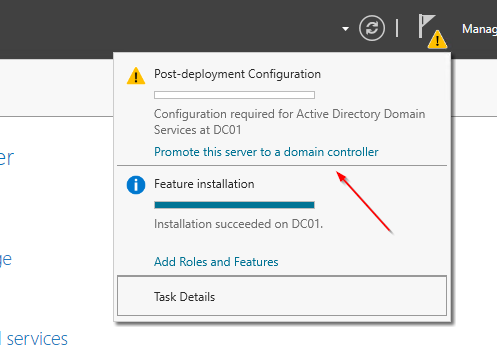 Manag
Post-deployment Configuration
Configuration required for Active Directory Domain
Services at DC01
Promote this server to a domain controller
er
Feature installation
Installation succeeded on DC01.
ge
Add Roles and Features
Task Details
services